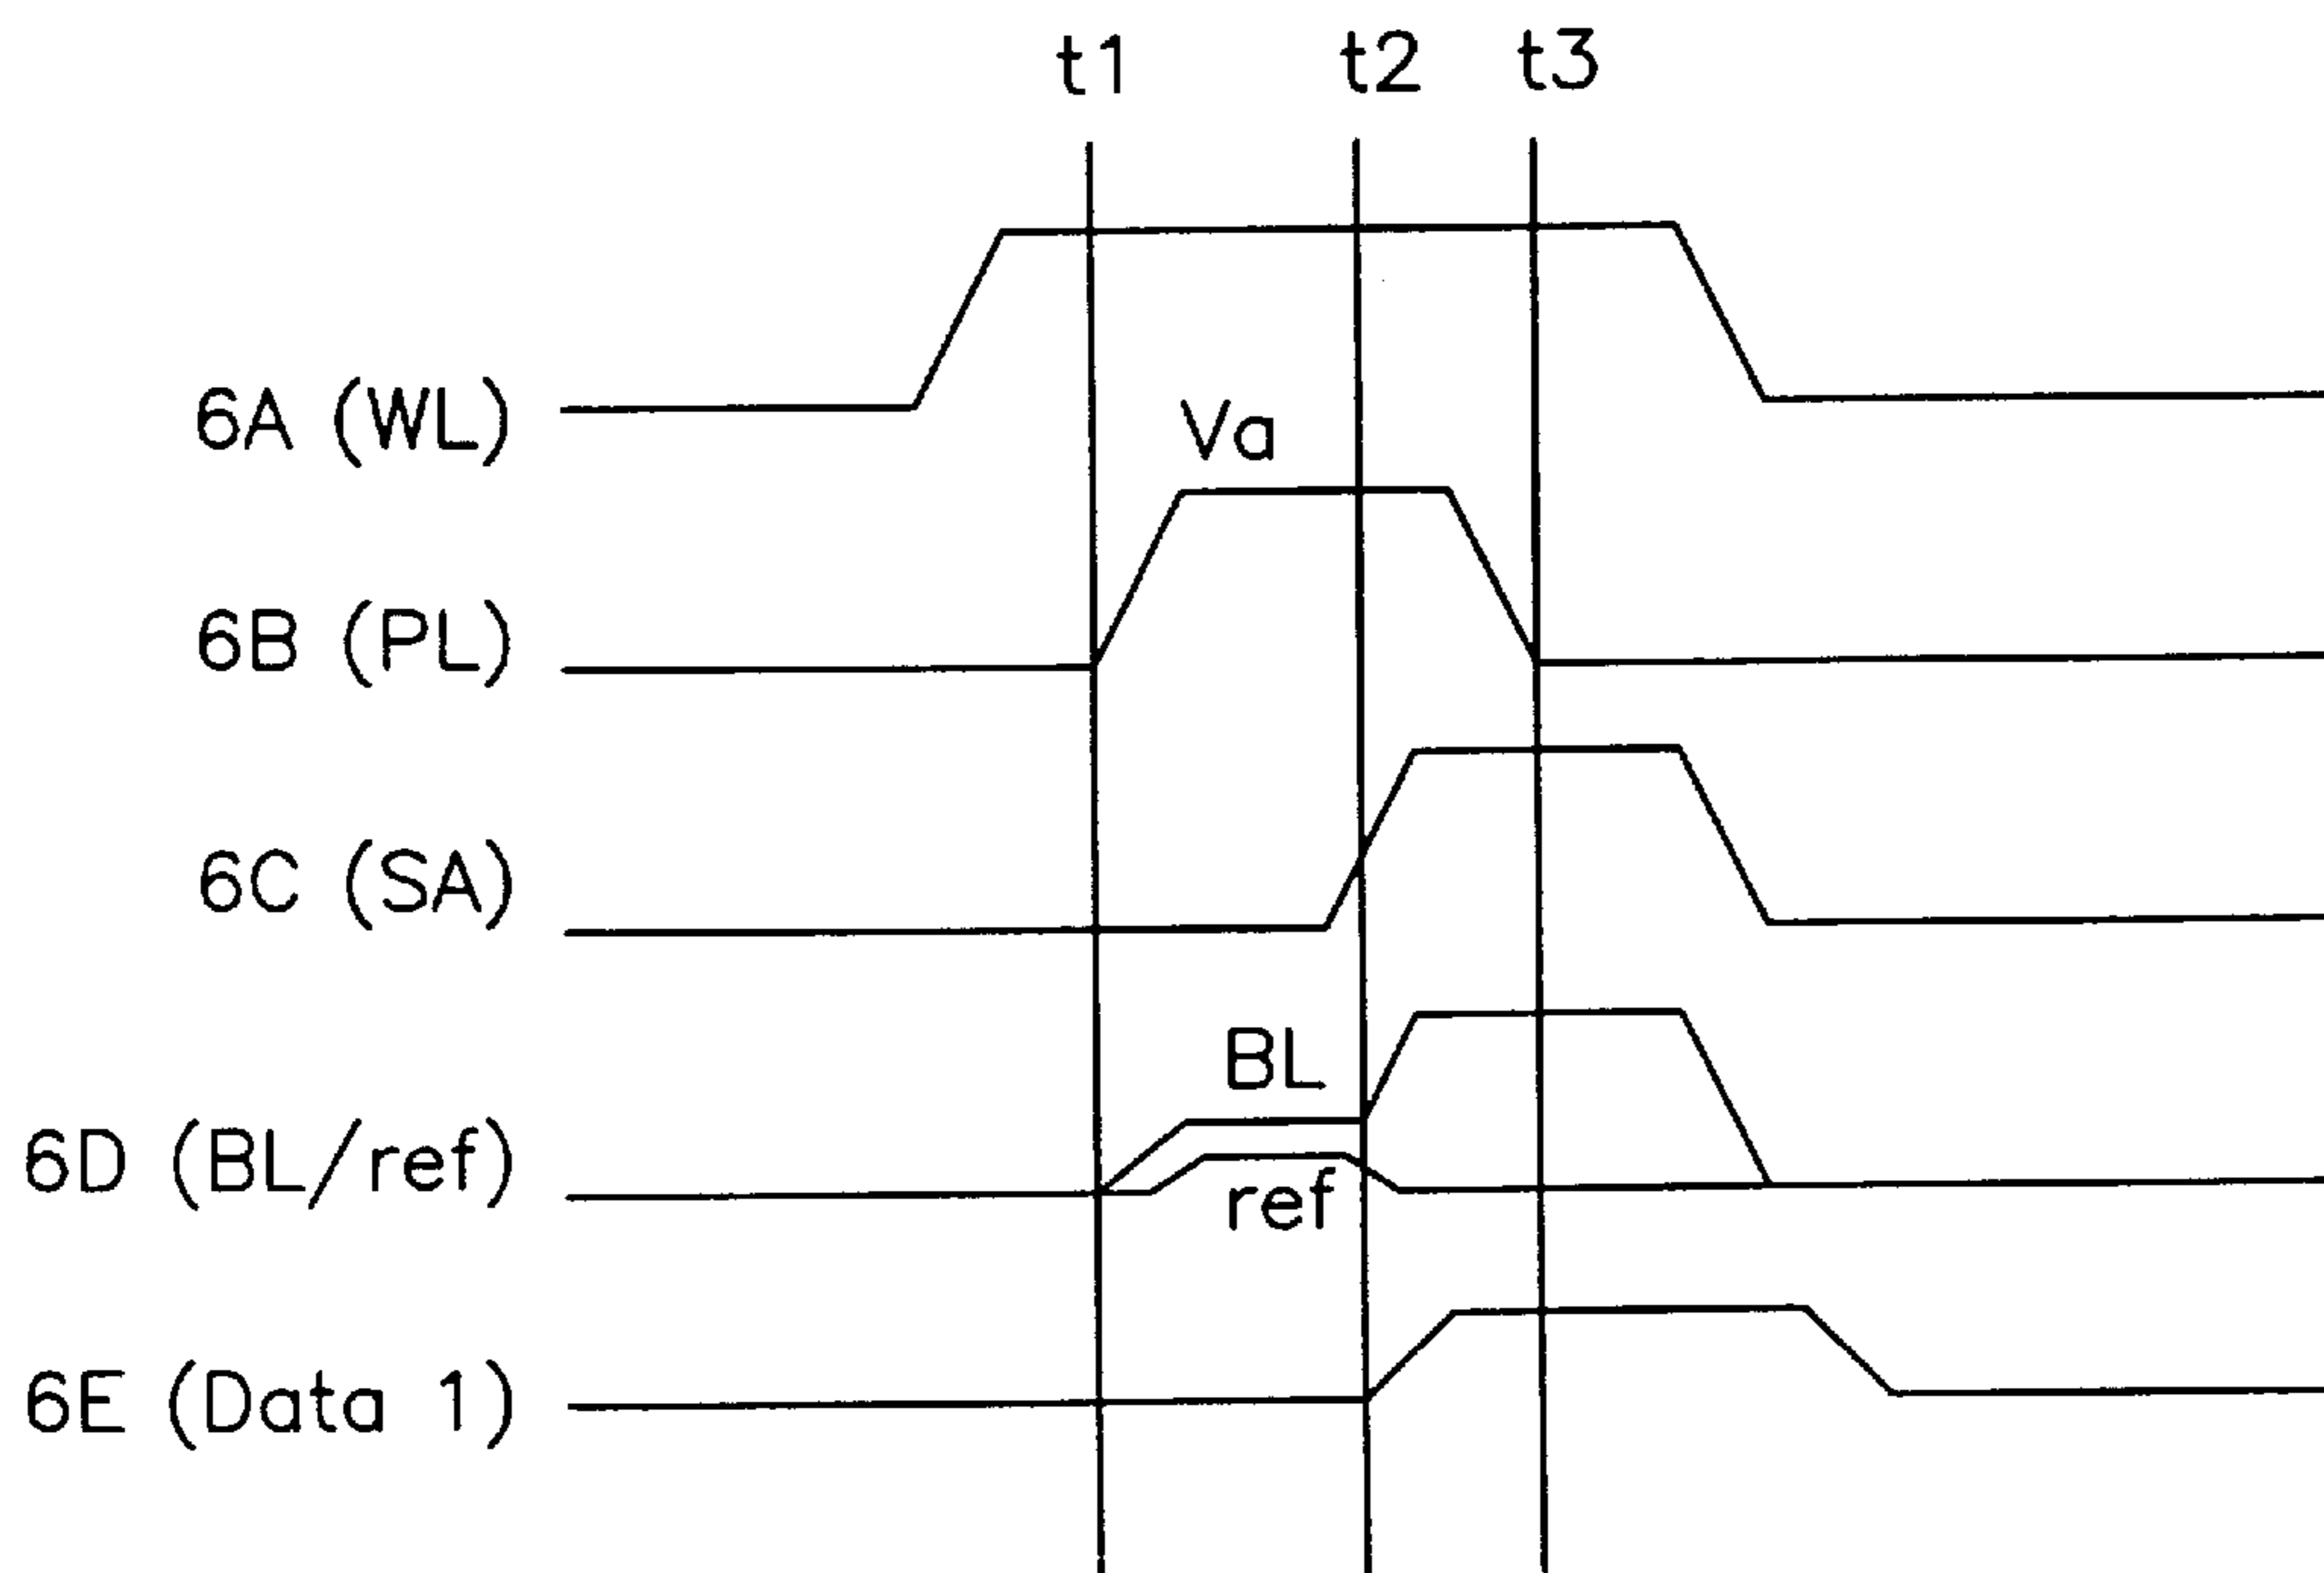 t1 t2 t3
6A (WL)
Va
6B (PL)
6C (SA)
BL
6D (BL/ref)
ref
6E (Data 1)